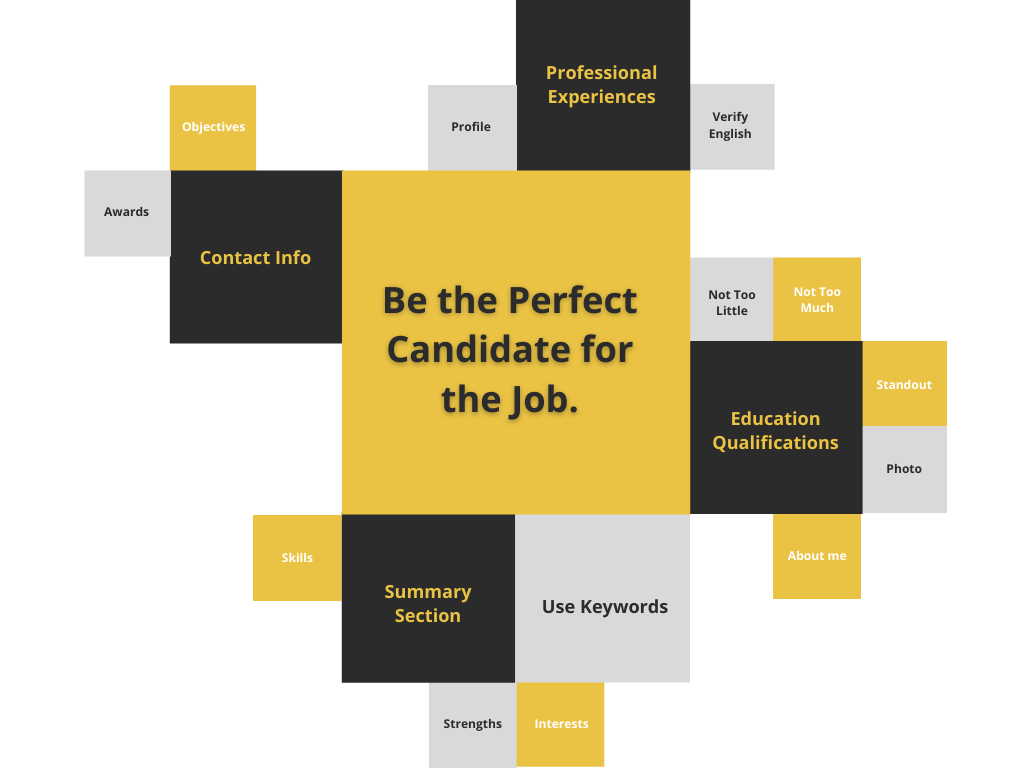 Professional
Experiences
Objectives
Profile
Verify
English
Awards
Contact Info
Be the Perfect
Candidate for
the Job.
Not Too
Little
Not Too
Much
Standout
Education
Qualifications
Photo
Skills
About me
Summary
Section
Use Keywords
Strengths
Interests